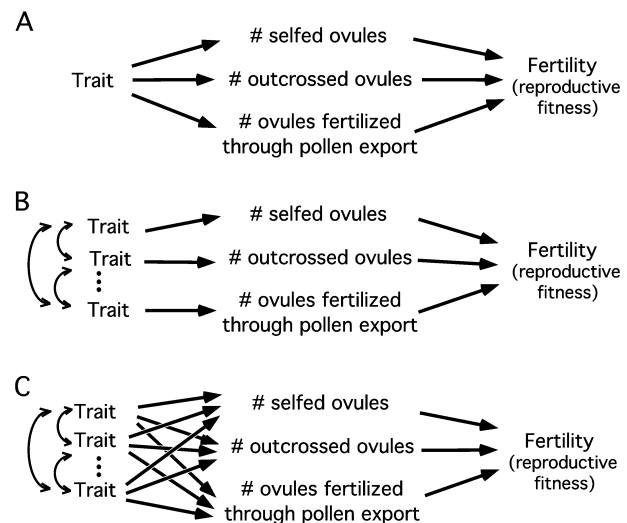 A
# selfed ovules
Trait
# outcrossed ovules
# ovules fertilized
through pollen export
Fertility
(reproductive
fitness)
B
Trait
# selfed ovules
Trait
# outcrossed ovules
Trait
# ovules fertilized
through pollen export
Fertility
(reproductive
fitness)
C
Trait
# selfed ovules
Trait
# outcrossed ovules
Trait
# ovules fertilized
through pollen export
Fertility
(reproductive
fitness)